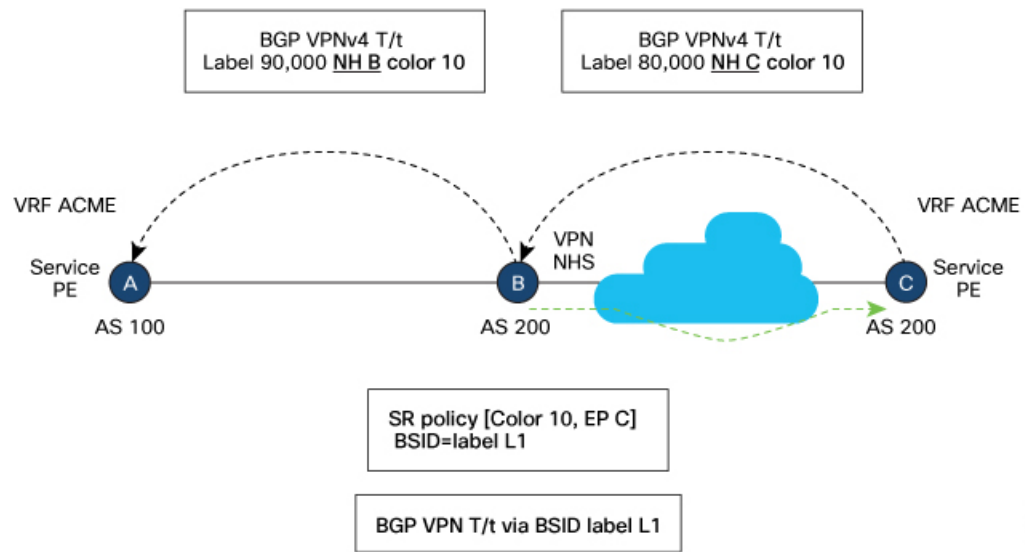 BGP VPNv4 T/t
Label 90,000 NH B color 10
BGP VPNv4 T/t
Label 80,000 NH C color 10
VRF ACME
VRF ACME
VPN
NHS
Service
PE
A
B
C
Service
PE
AS 100
AS 200
AS 200
SR policy [Color 10, EP C]
BSID=label L1
BGP VPN T/t via BSID label L1